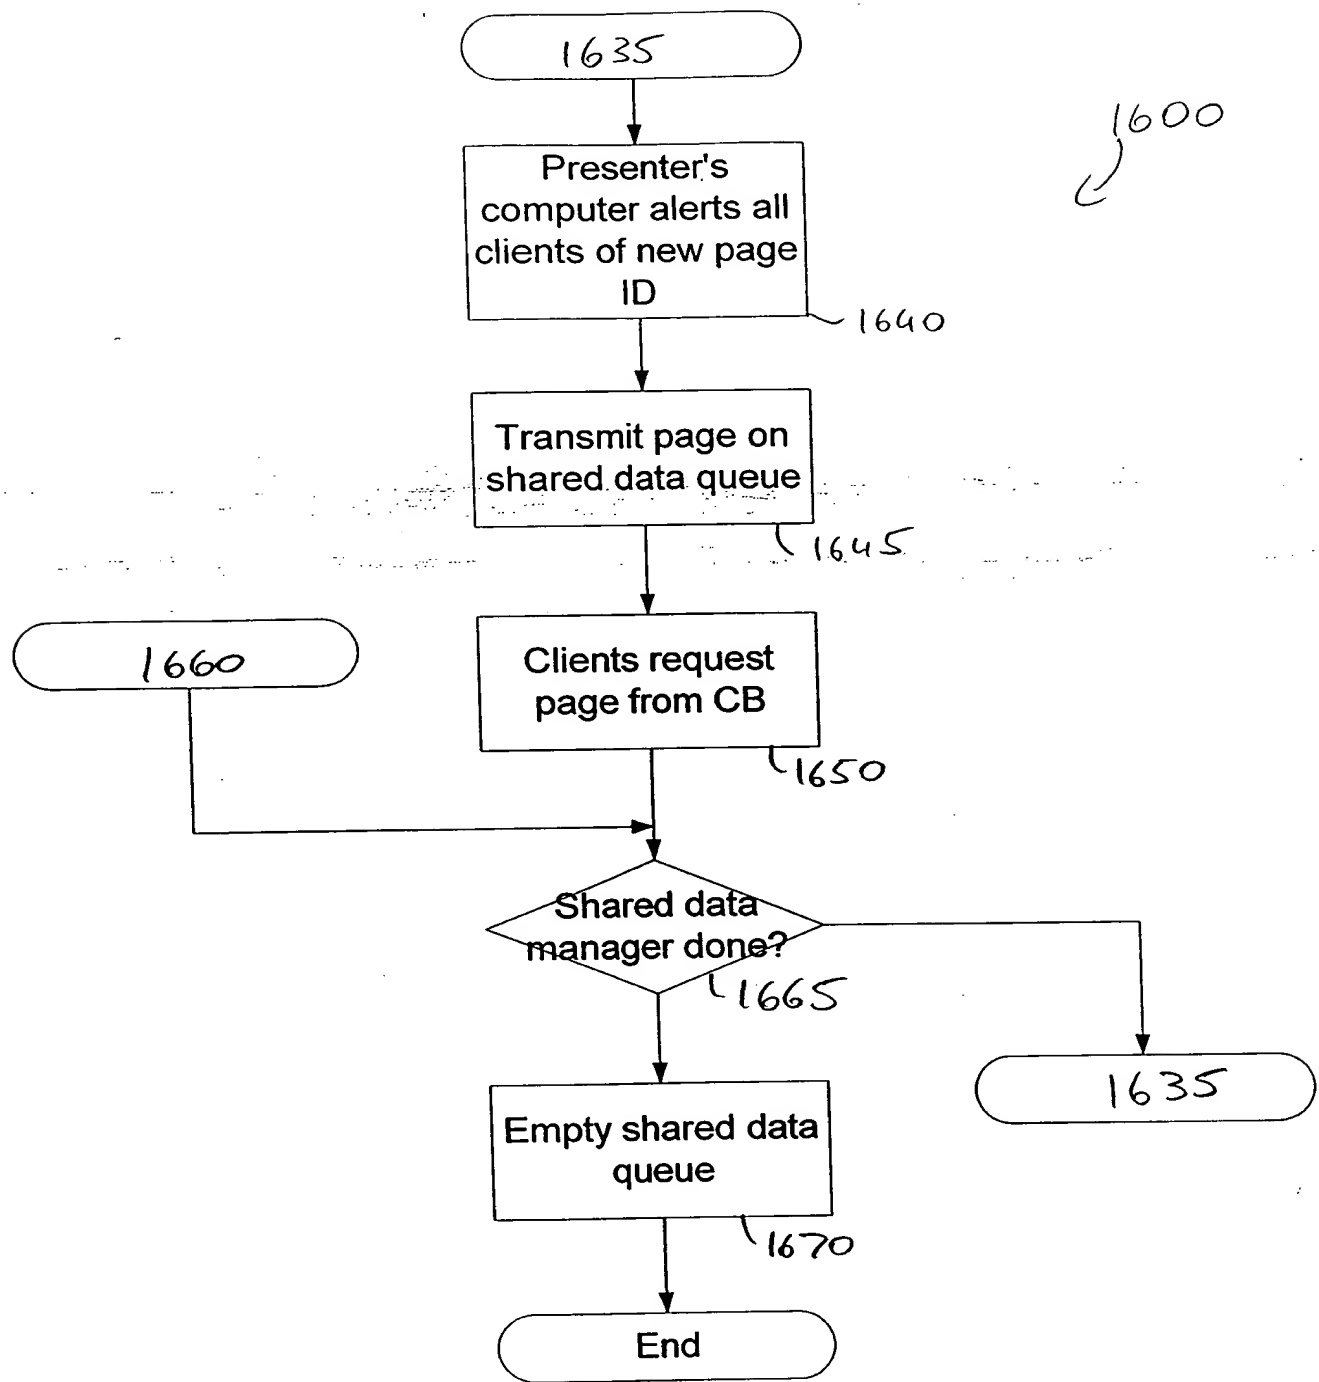 1635
1600
Presenter's
computer alerts all
clients of new page
ID
1640
Transmit page on
shared data queue
1645
1660
Clients request
page from CB
1650
Shared data
manager done?
1665
1635
Empty shared data
queue
1670
End